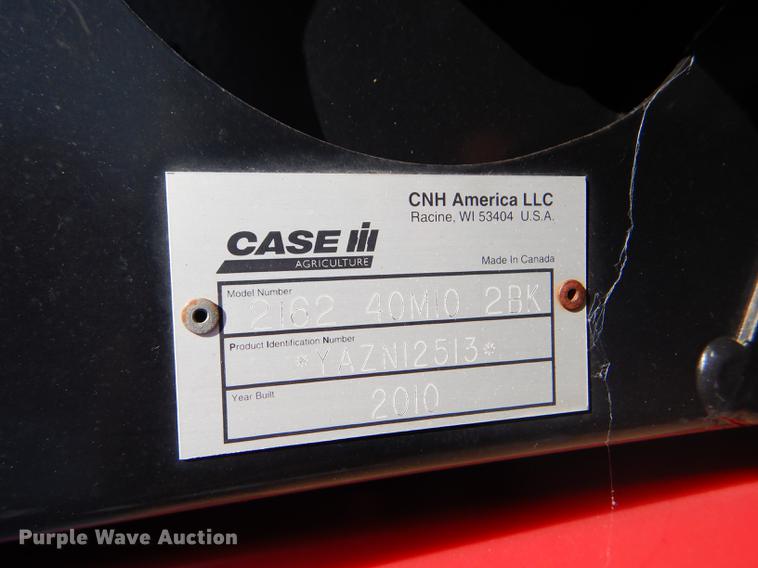 CNH America LLC
Racine, WI 53404 U.S.A.
CASE IH
AGRICULTURE
Made In Canada
Model Number
2162 40M10 2BK
Product Identification Number
*YAZN12513*
Year Built
2010
Purple Wave Auction